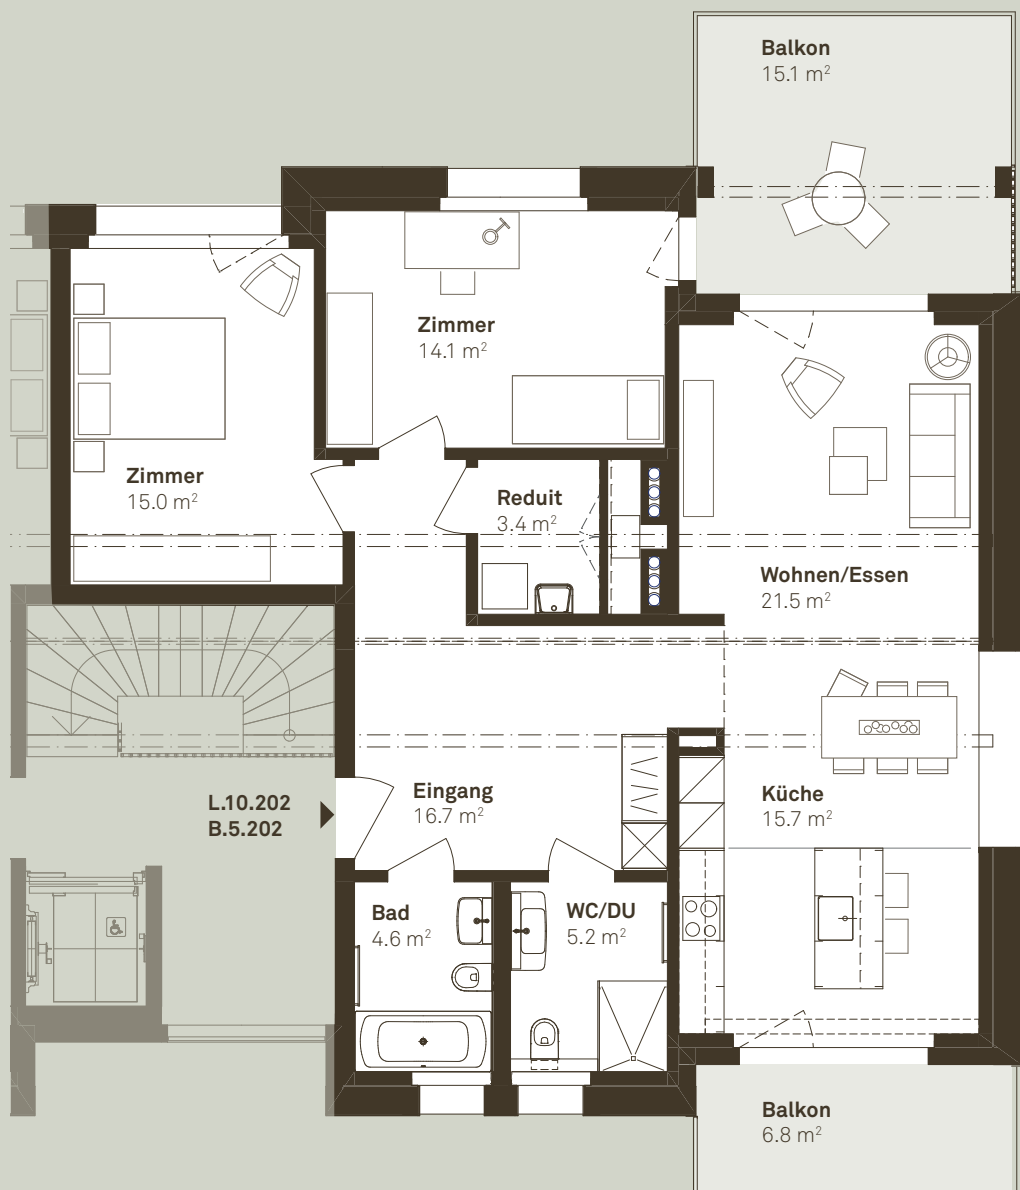 Balkon
15.1 m²
Zimmer
14.1 m²
Zimmer
15.0 m²
Reduit
3.4 m²
Wohnen/Essen
21.5 m²
L.10.202
B.5.202
Eingang
16.7 m²
Küche
15.7 m²
Bad
4.6 m²
WC/DU
5.2 m²
Balkon
6.8 m²